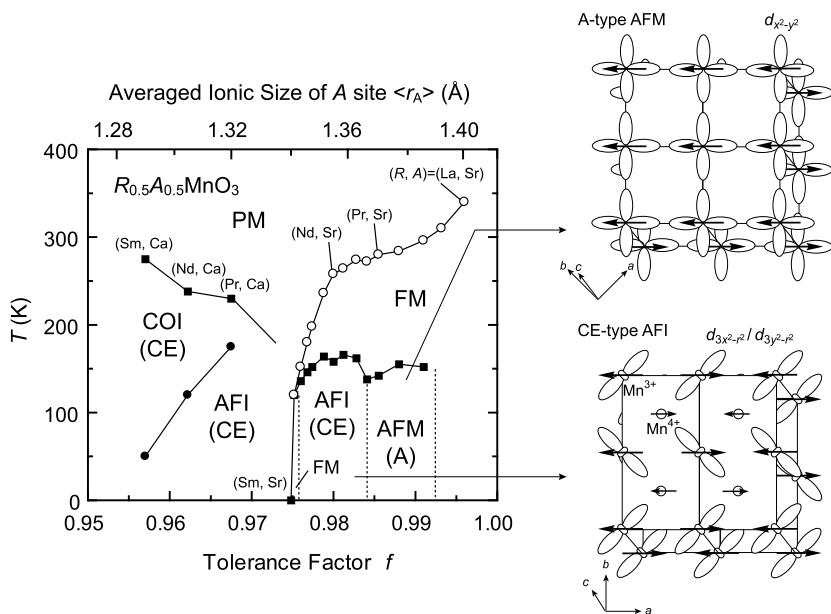 A-type AFM
dx²-y²
Averaged Ionic Size of A site <rA> (Å)
1.28 1.32 1.36 1.40
400
300
200
100
0
T (K)
R0.5A0.5MnO3
PM
(R, A)=(La, Sr)
(Pr, Sr)
(Nd, Sr)
(Sm, Ca)
(Nd, Ca)
(Pr, Ca)
FM
COI
(CE)
AFI
(CE)
AFI
(CE)
AFM
(A)
(Sm, Sr)
FM
0.95 0.96 0.97 0.98 0.99 1.00
Tolerance Factor f
b
c
a
CE-type AFI
d3x²-r² / d3y²-r²
Mn3+
Mn4+
b
c
a